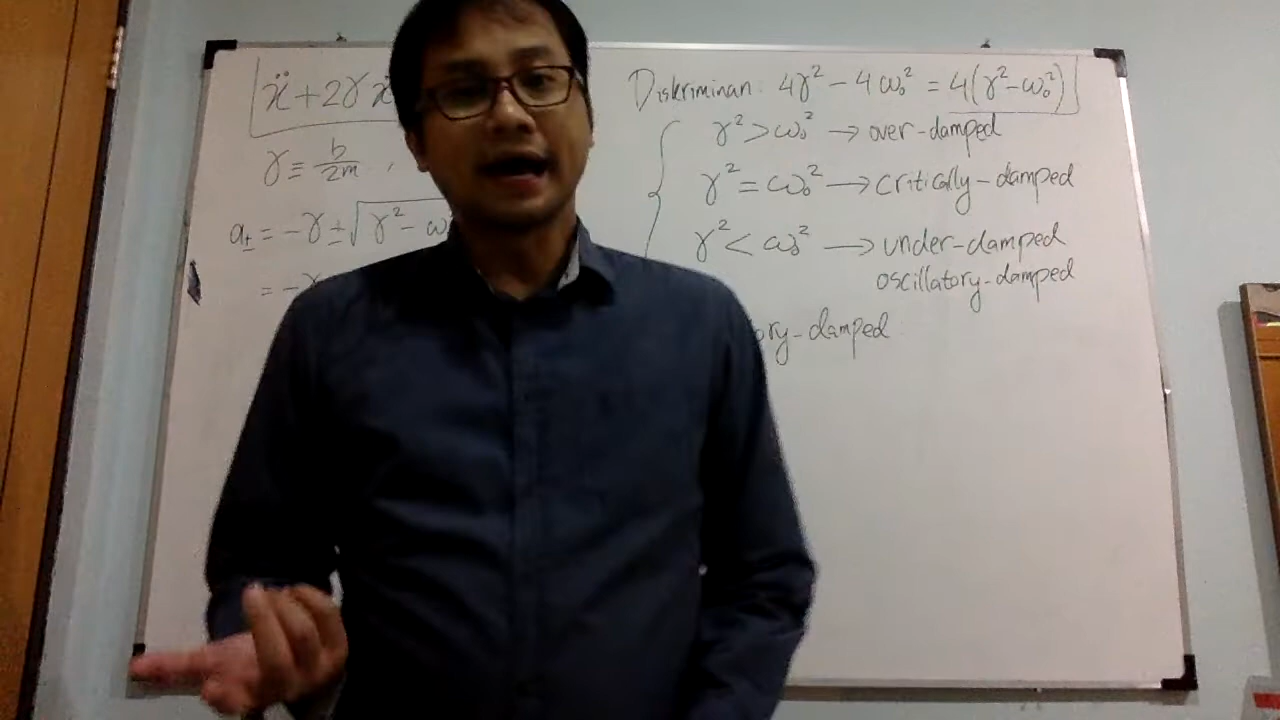 ẍ + 2γẋ
γ ≡ b/2m ,
a± = -γ ± √γ² - ω
= -γ
Diskriminan: 4γ² - 4ω₀² = 4(γ² - ω₀²)
γ² > ω₀² → over-damped
γ² = ω₀² → critically-damped
γ² < ω₀² → under-damped
oscillatory-damped
ory-damped